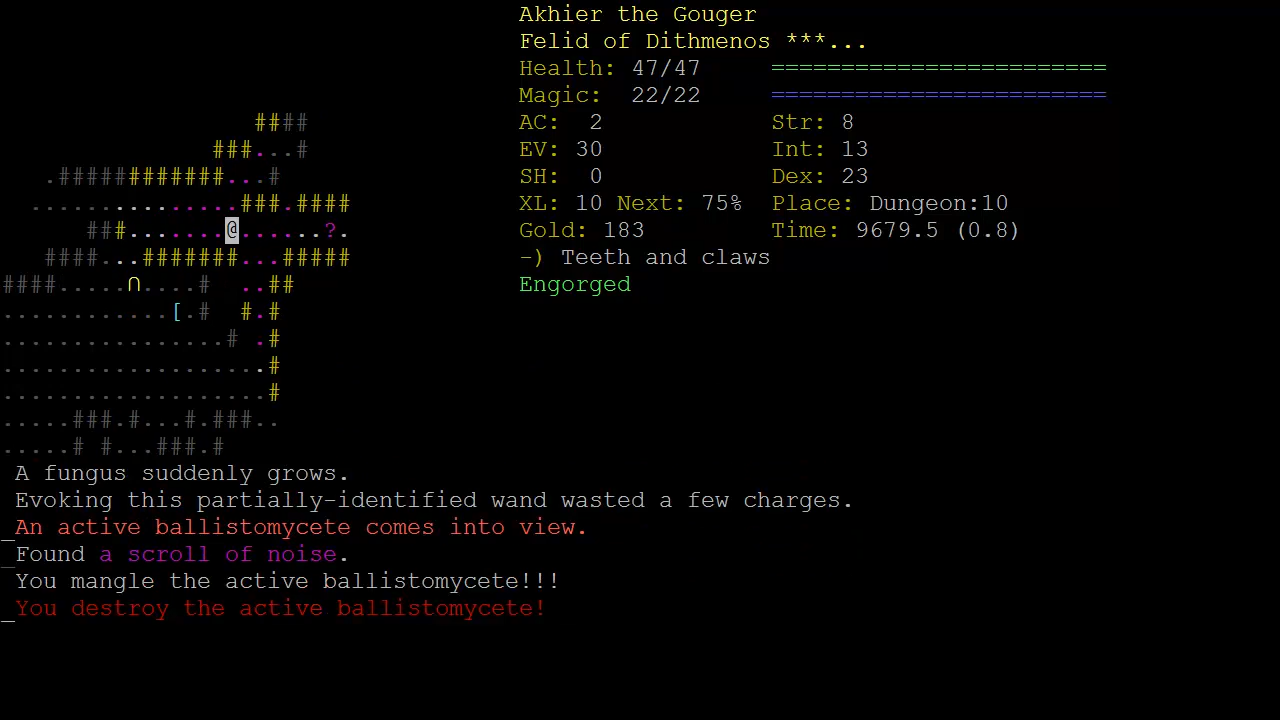 Akhier the Gouger
Felid of Dithmenos ***...
Health: 47/47 ========================
Magic:  22/22 ========================
####     AC:  2 Str: 8
###...#     EV: 30 Int: 13
.############...#     SH:  0 Dex: 23
...............###.####     XL: 10 Next: 75% Place: Dungeon:10
###.......@......?.     Gold: 183 Time: 9679.5 (0.8)
####...#######...#####     -) Teeth and claws
####.....∩....#  ..##     Engorged
............[.#  #.#
................# .#
...................#
...................#
.....###.#...#.###..
.....# #...###.#
A fungus suddenly grows.
Evoking this partially-identified wand wasted a few charges.
_An active ballistomycete comes into view.
_Found a scroll of noise.
You mangle the active ballistomycete!!!
_You destroy the active ballistomycete!